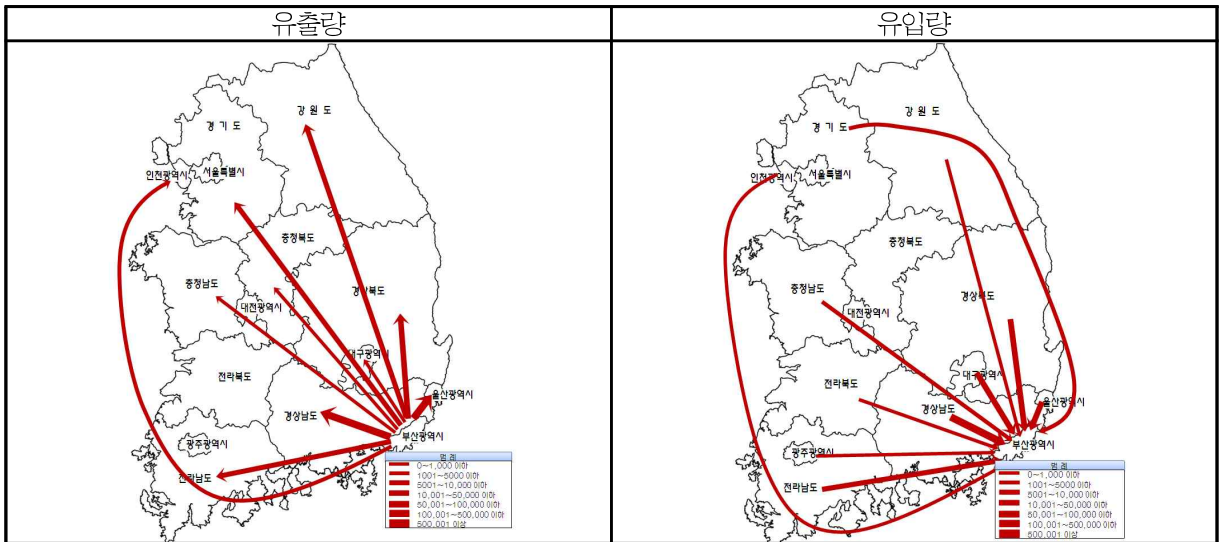 유출량
강 원 도
경 기 도
인천광역시
서울특별시
충청북도
경상북도
충청남도
대전광역시
대구광역시
전라북도
울산광역시
경상남도
부산광역시
광주광역시
전라남도
범 례
0~1,000 이하
1001~5000 이하
5001~10,000 이하
10,001~50,000 이하
50,001~100,000 이하
100,001~500,000 이하
500,001 이상
유입량
강 원 도
경 기 도
인천광역시
서울특별시
충청북도
충청남도
경상북도
대전광역시
대구광역시
전라북도
울산광역시
경상남도
부산광역시
광주광역시
전라남도
범 례
0~1,000 이하
1001~5000 이하
5001~10,000 이하
10,001~50,000 이하
50,001~100,000 이하
100,001~500,000 이하
500,001 이상